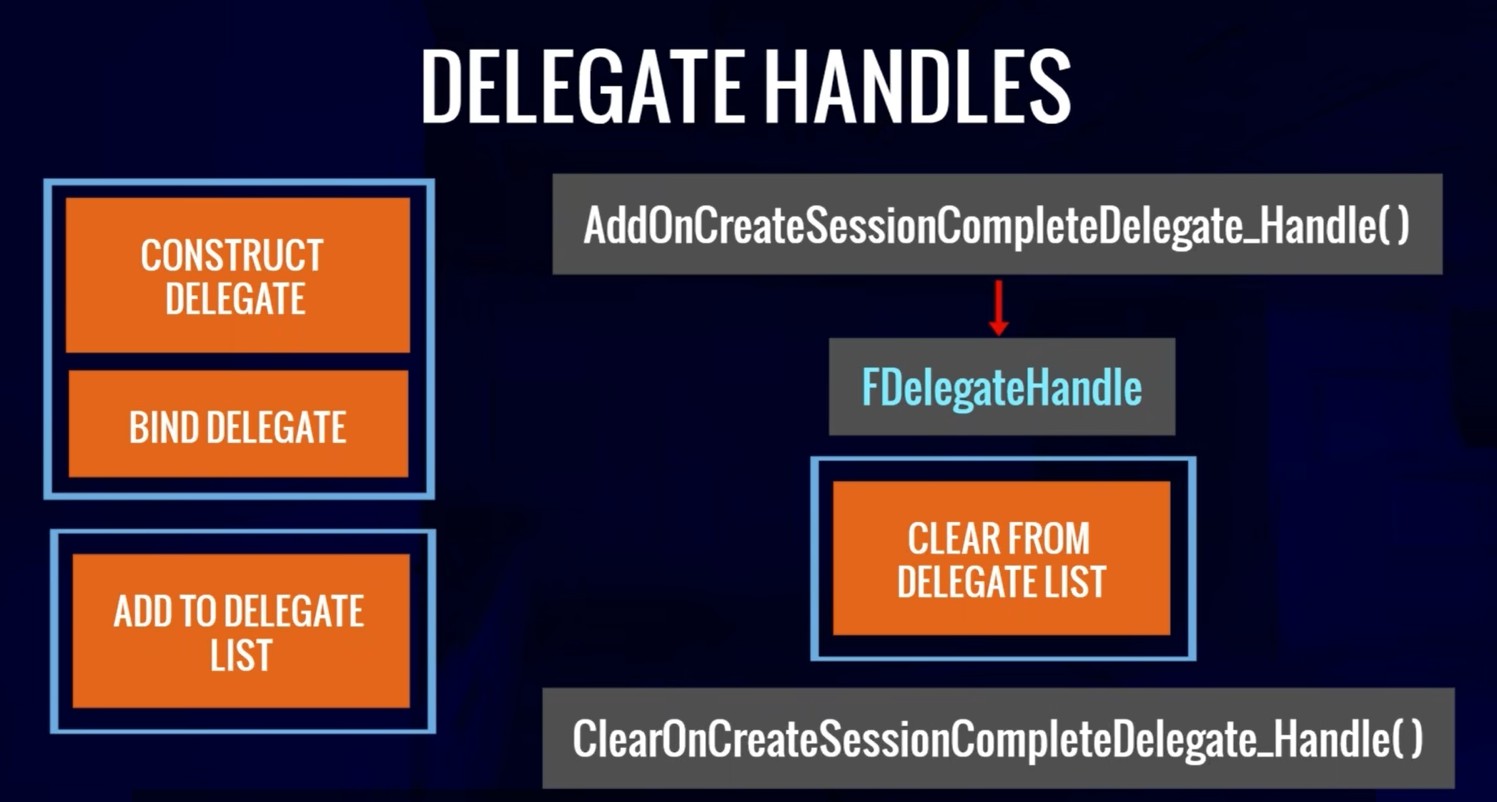 DELEGATE HANDLES
CONSTRUCT
DELEGATE
BIND DELEGATE
ADD TO DELEGATE
LIST
AddOnCreateSessionCompleteDelegate_Handle( )
FDelegateHandle
CLEAR FROM
DELEGATE LIST
ClearOnCreateSessionCompleteDelegate_Handle( )